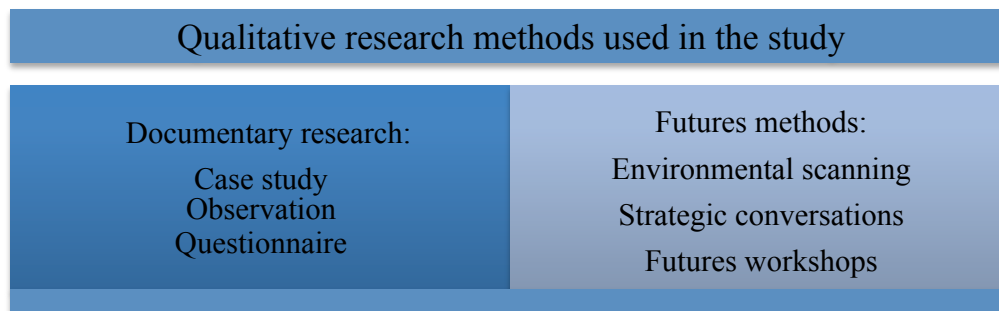 Qualitative research methods used in the study
Documentary research:
Case study
Observation
Questionnaire
Futures methods:
Environmental scanning
Strategic conversations
Futures workshops